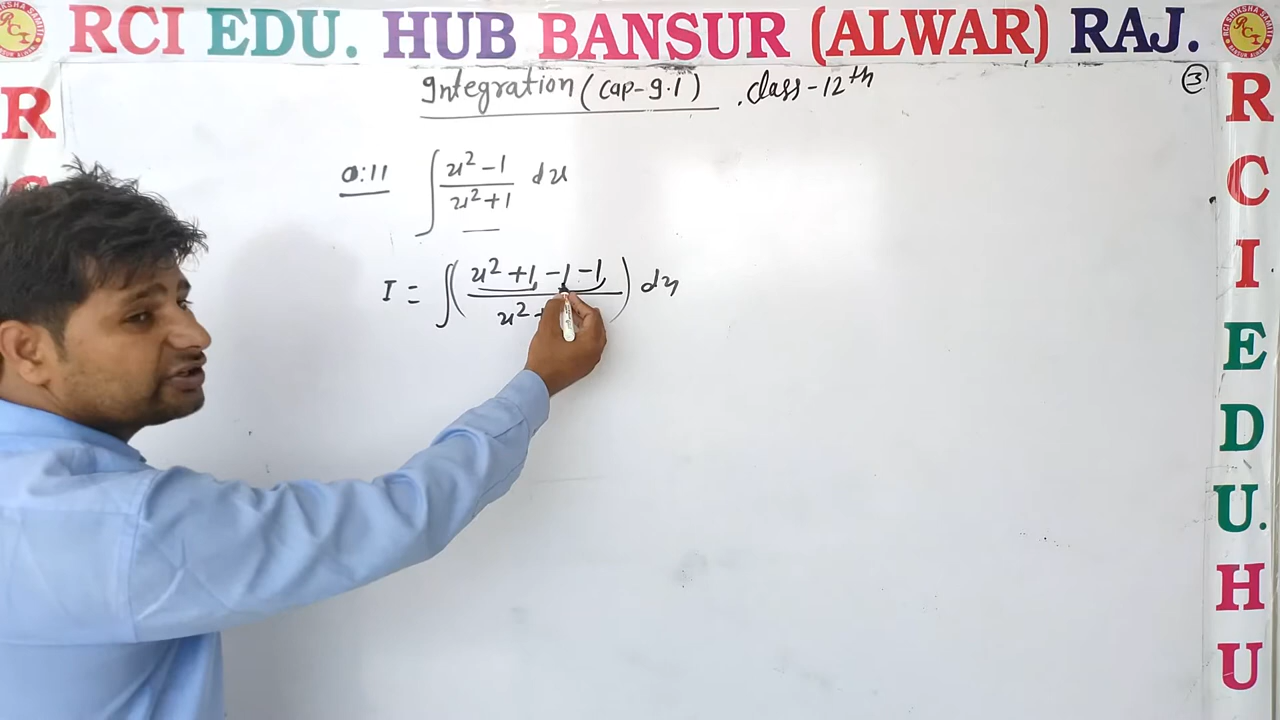 RCI EDU. HUB BANSUR (ALWAR) RAJ.
Integration (Cap-9.1) . class-12th
3
Q:11 ∫ x²-1 / x²+1 dx
I = ∫( x²+1-1-1 / x²+ ) dx
R
C
R
C
I
E
D
U.
H
U